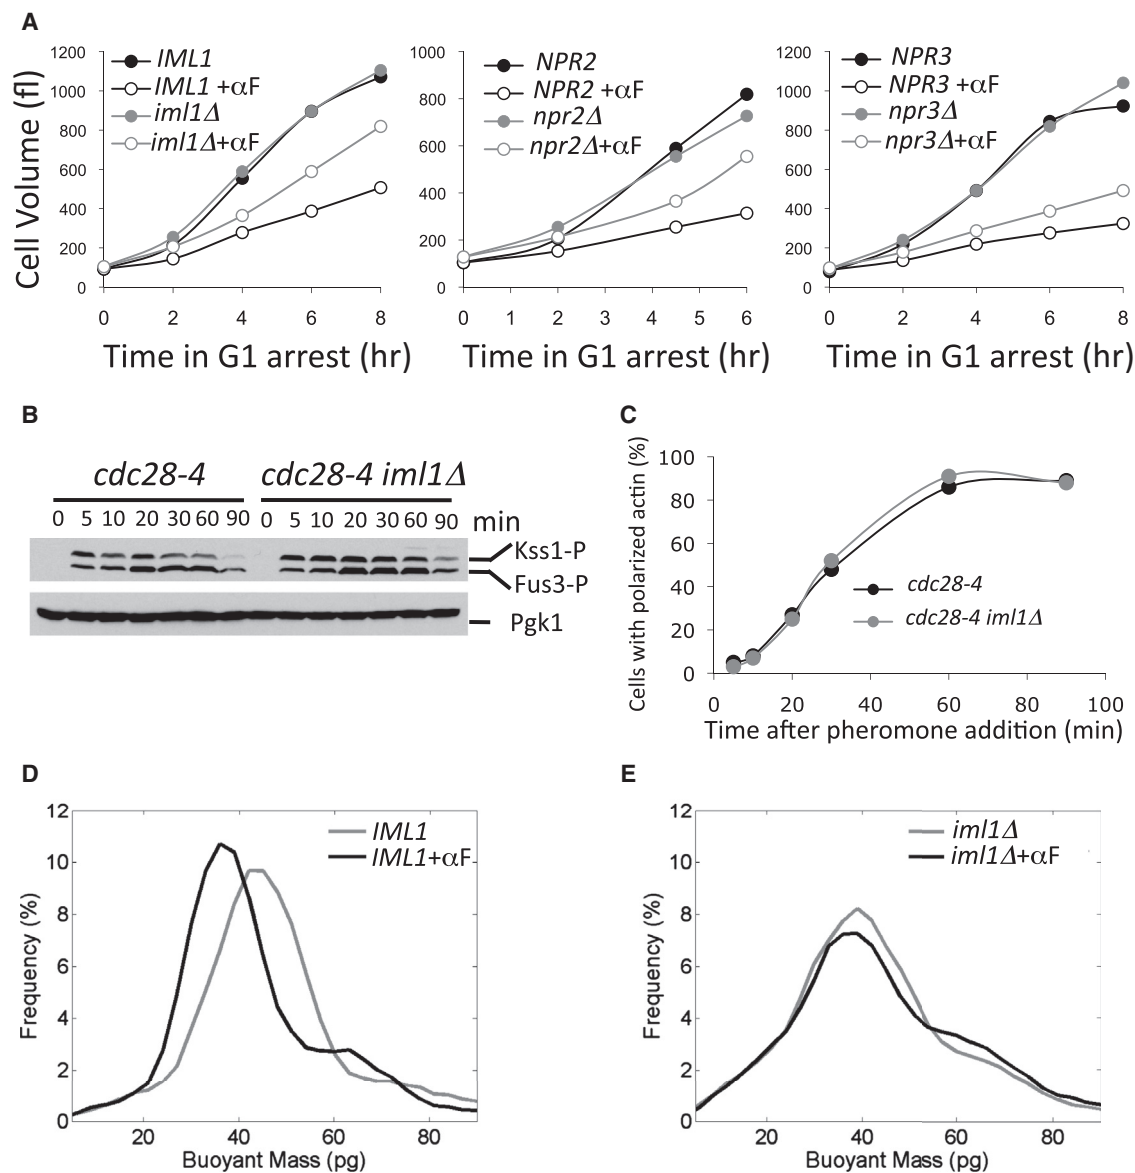 A
Cell Volume (fl)
1200
1000
800
600
400
200
0
IML1
IML1 +αF
iml1Δ
iml1Δ+αF
0 2 4 6 8
Time in G1 arrest (hr)
1000
800
600
400
200
0
NPR2
NPR2 +αF
npr2Δ
npr2Δ+αF
0 1 2 3 4 5 6
Time in G1 arrest (hr)
1200
1000
800
600
400
200
0
NPR3
NPR3 +αF
npr3Δ
npr3Δ+αF
0 2 4 6 8
Time in G1 arrest (hr)
B
cdc28-4 cdc28-4 iml1Δ
0 5 10 20 30 60 90 0 5 10 20 30 60 90 min
Kss1-P
Fus3-P
Pgk1
C
Cells with polarized actin (%)
100
80
60
40
20
0
cdc28-4
cdc28-4 iml1Δ
0 20 40 60 80 100
Time after pheromone addition (min)
D
Frequency (%)
12
10
8
6
4
2
0
IML1
IML1+αF
20 40 60 80
Buoyant Mass (pg)
E
Frequency (%)
12
10
8
6
4
2
0
iml1Δ
iml1Δ+αF
20 40 60 80
Buoyant Mass (pg)